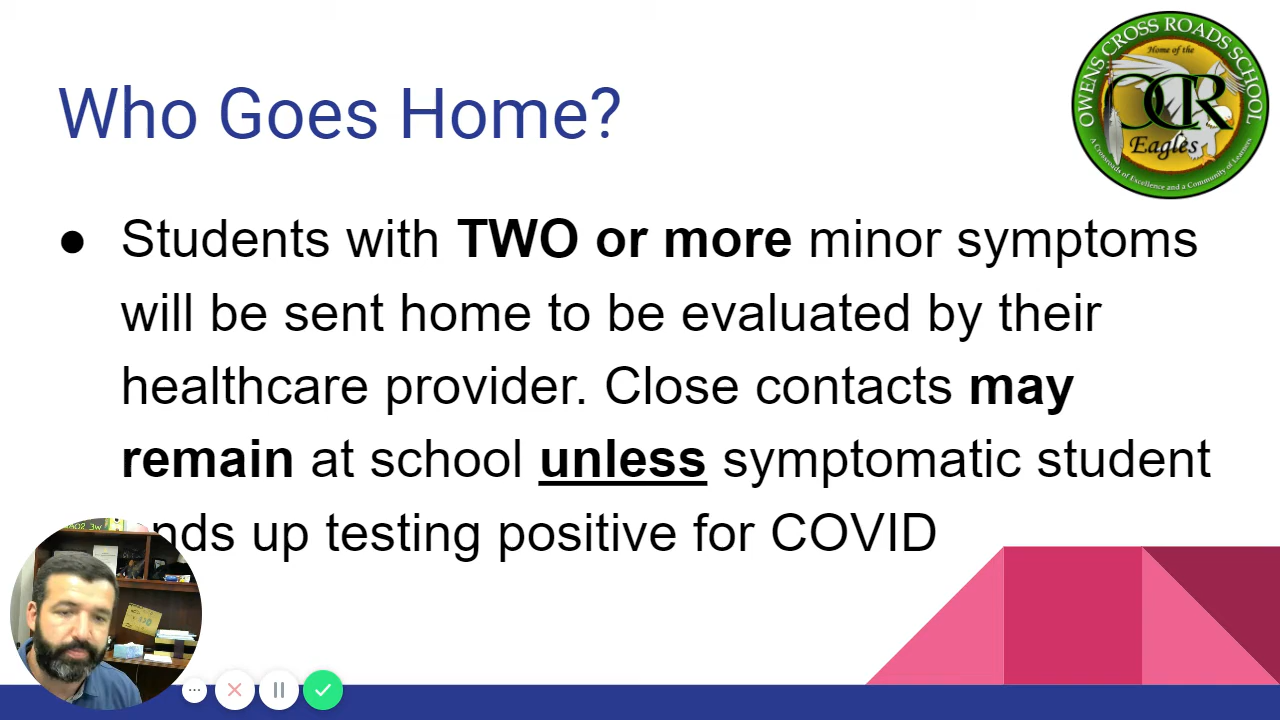 OWENS CROSS ROADS SCHOOL
Home of the
OCR
Eagles
A Crossroads of Excellence and a Community of Learners
Who Goes Home?
● Students with TWO or more minor symptoms
will be sent home to be evaluated by their
healthcare provider. Close contacts may
remain at school unless symptomatic student
ends up testing positive for COVID